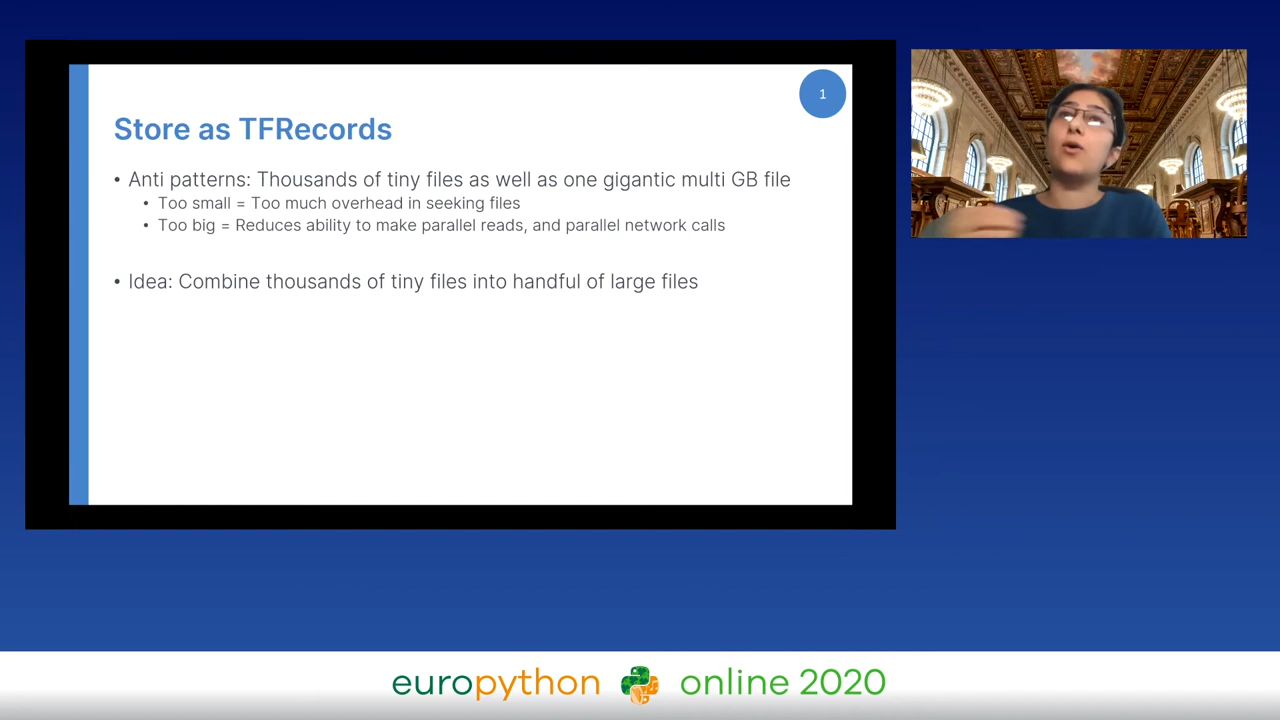 1
Store as TFRecords
• Anti patterns: Thousands of tiny files as well as one gigantic multi GB file
• Too small = Too much overhead in seeking files
• Too big = Reduces ability to make parallel reads, and parallel network calls
• Idea: Combine thousands of tiny files into handful of large files
europython online 2020